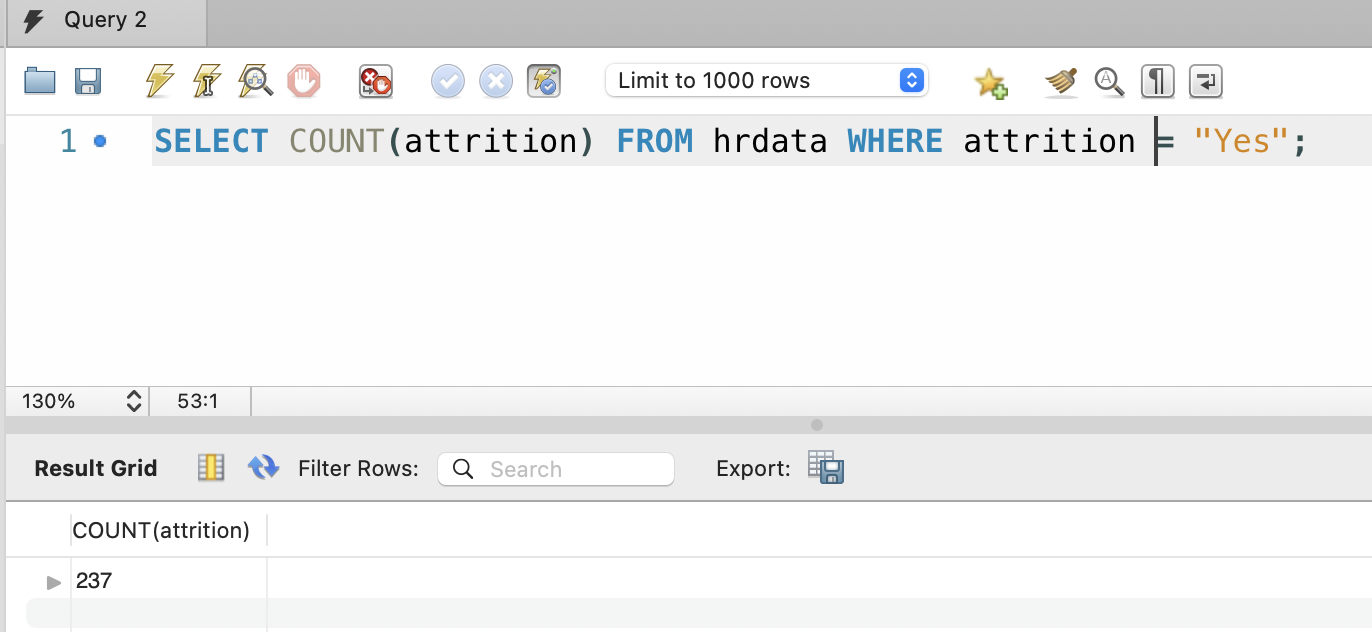 Query 2
Limit to 1000 rows
1 SELECT COUNT(attrition) FROM hrdata WHERE attrition = "Yes";
130% 53:1
Result Grid Filter Rows: Search Export:
COUNT(attrition)
237